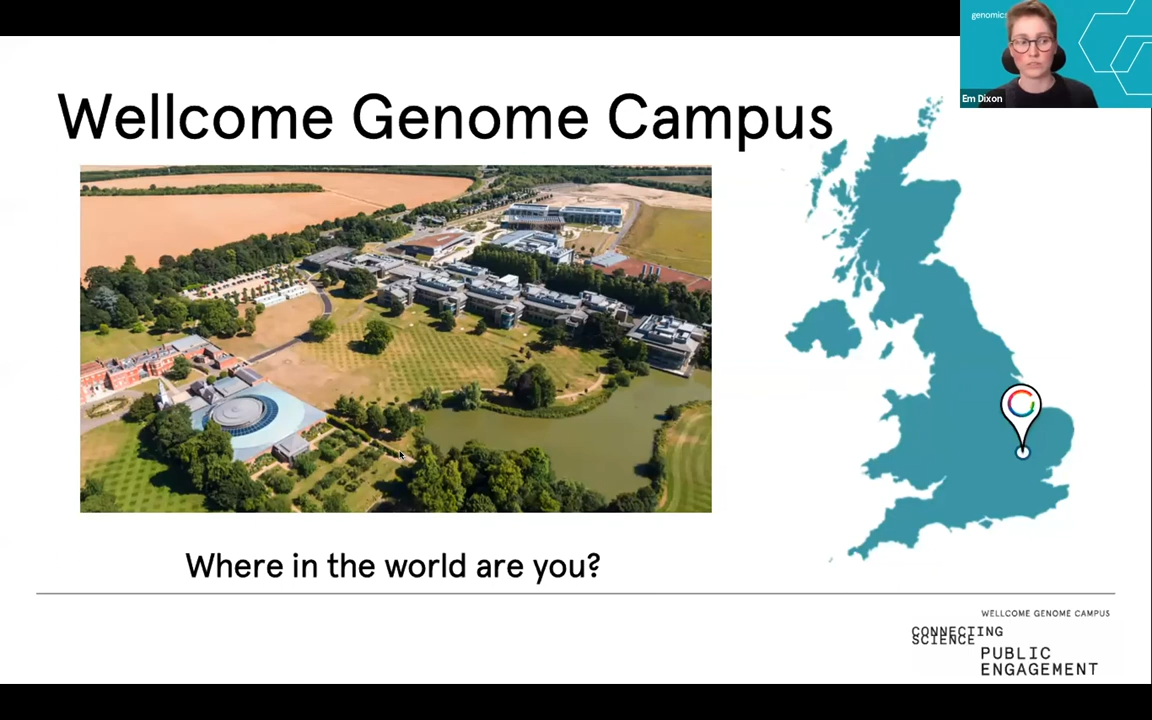 genomics
Em Dixon
Wellcome Genome Campus
Where in the world are you?
WELLCOME GENOME CAMPUS
CONNECTING
SCIENCE
PUBLIC
ENGAGEMENT